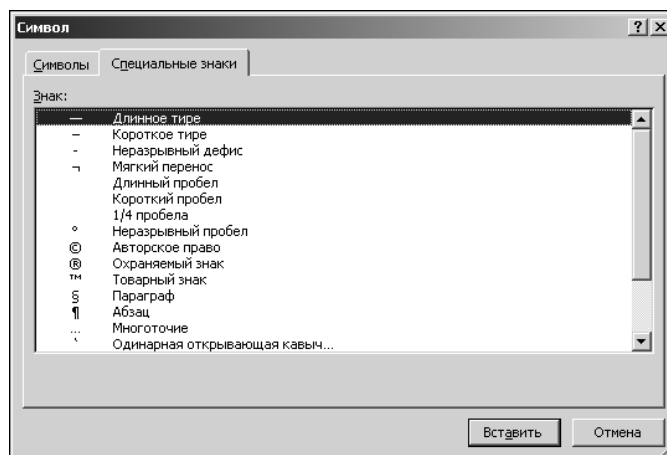 Символ
Символы Специальные знаки
Знак:
— Длинное тире
– Короткое тире
- Неразрывный дефис
¬ Мягкий перенос
Длинный пробел
Короткий пробел
1/4 пробела
° Неразрывный пробел
© Авторское право
® Охраняемый знак
™ Товарный знак
§ Параграф
¶ Абзац
... Многоточие
` Одинарная открывающая кавыч...
Вставить Отмена